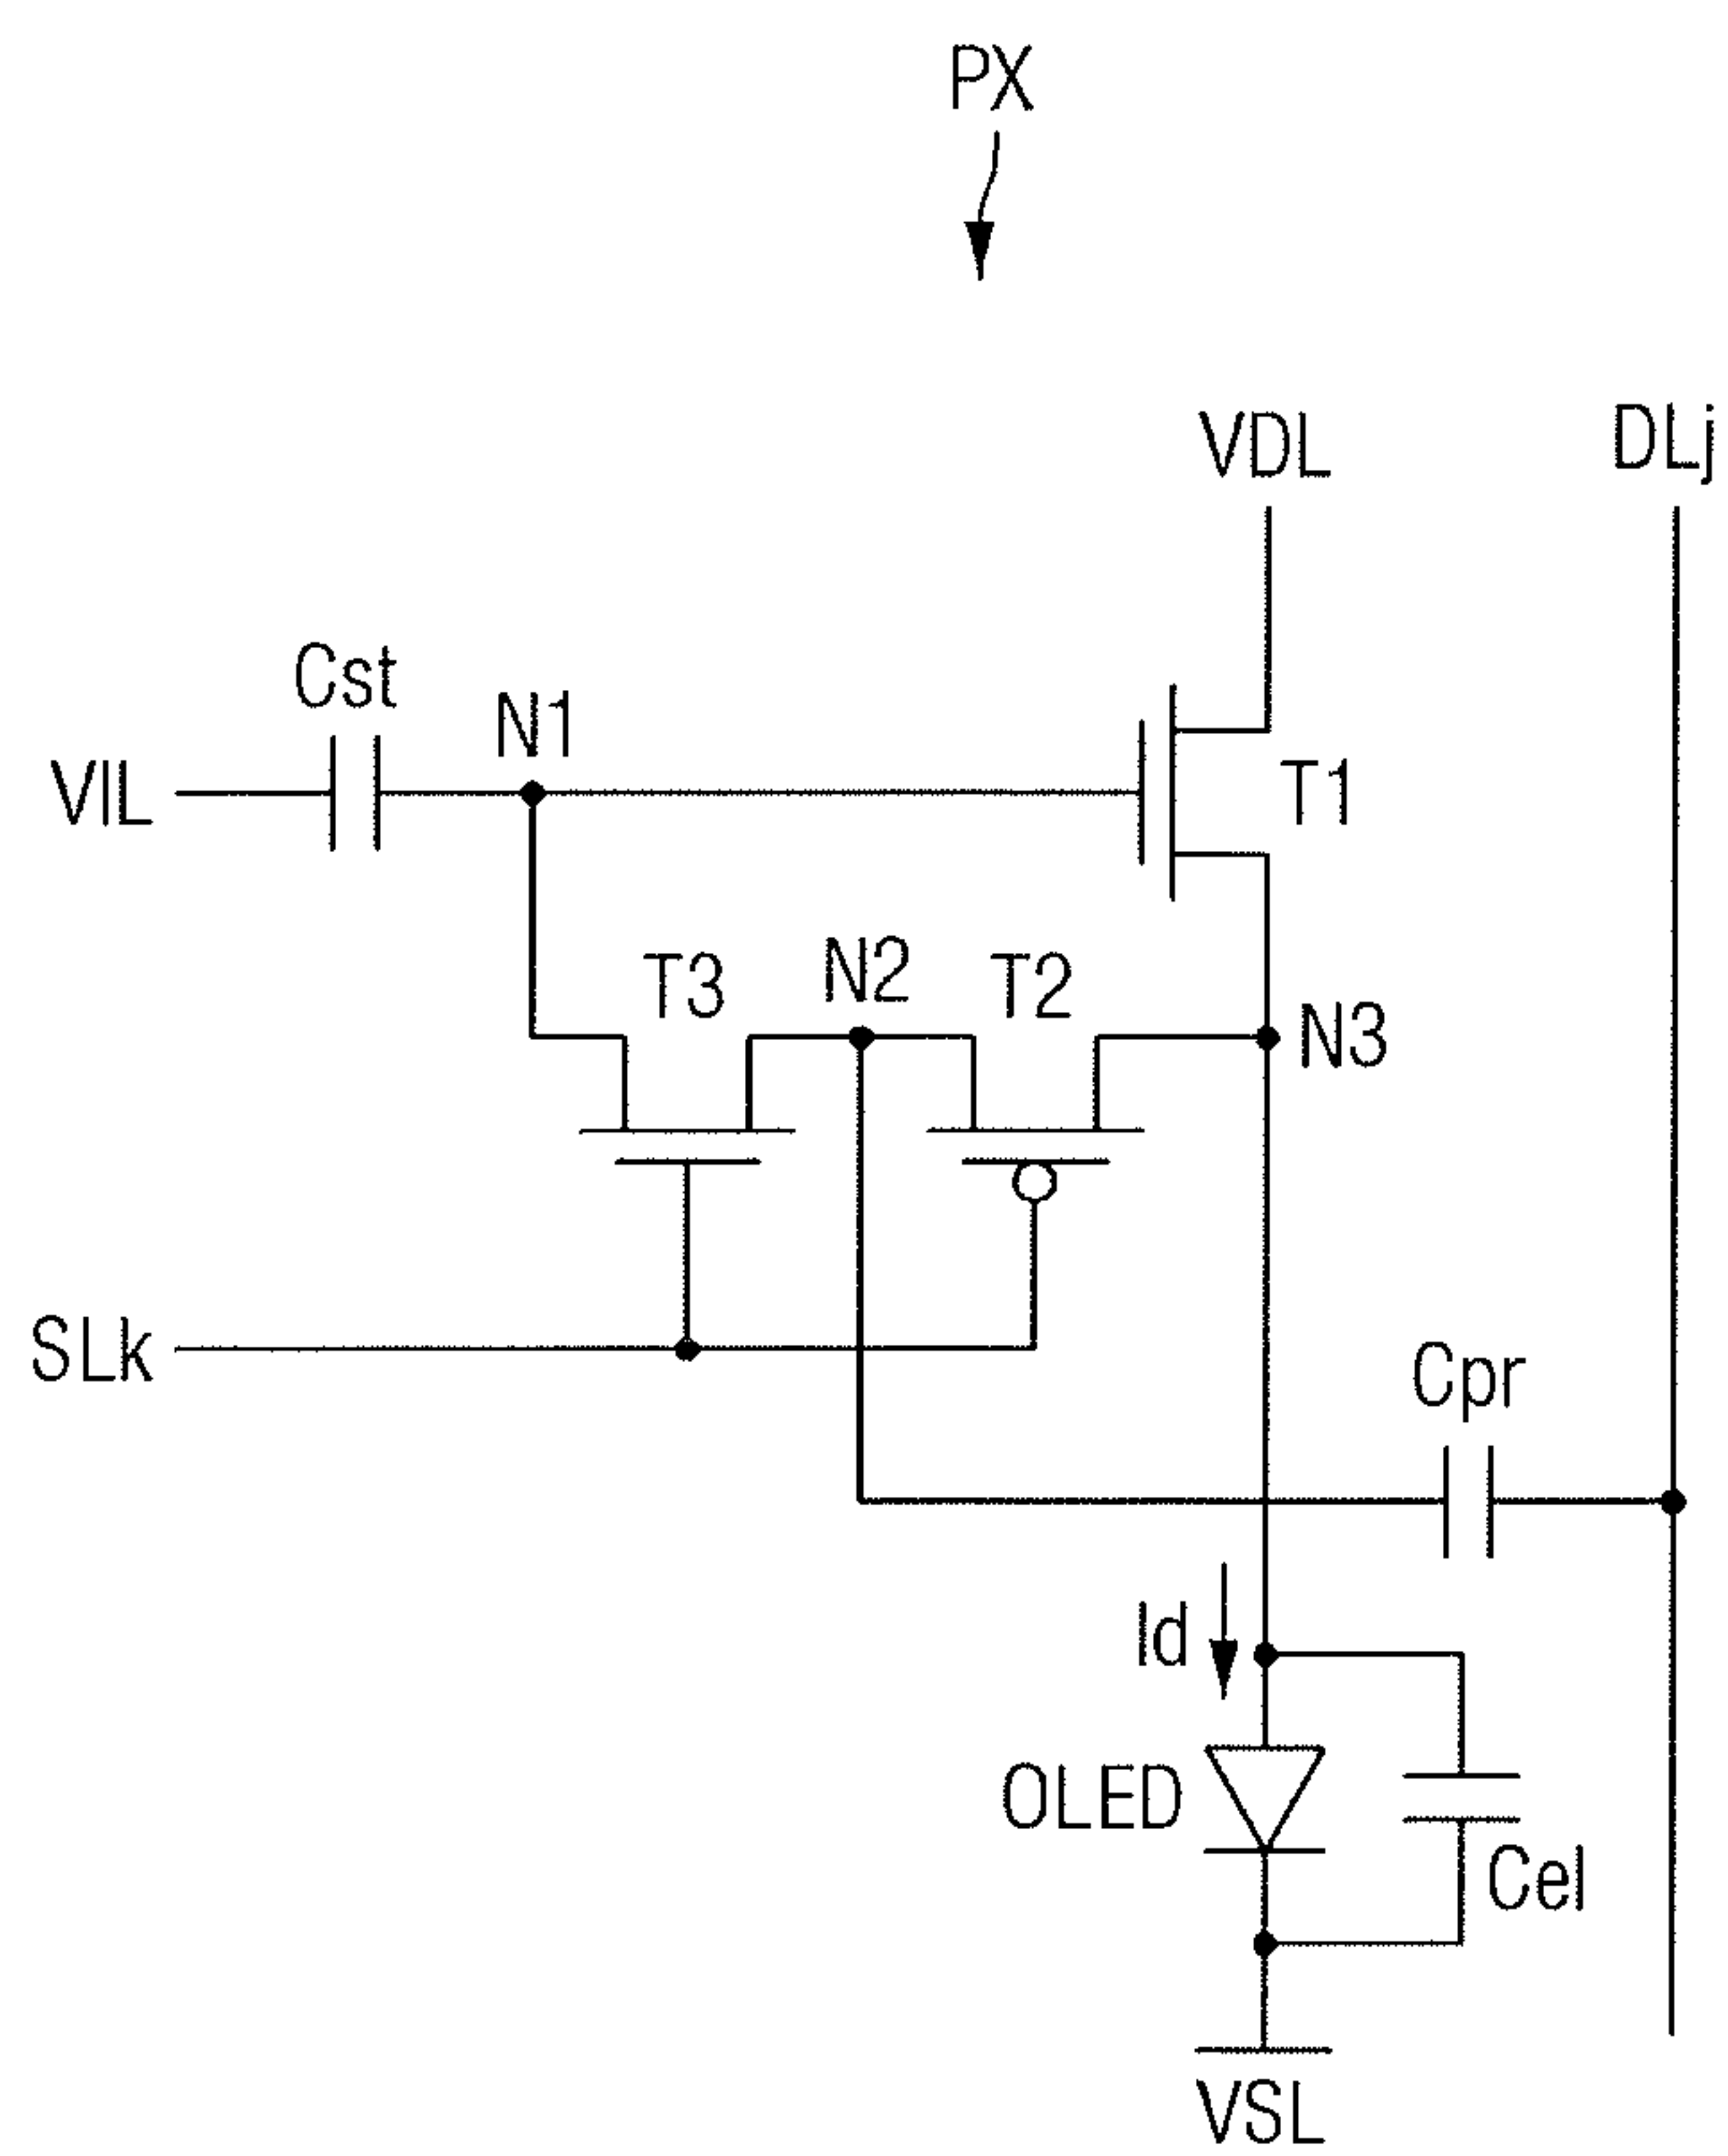 PX
VDL
DLj
Cst
N1
VIL
T1
T3
N2
T2
N3
SLk
Cpr
Id
OLED
Cel
VSL